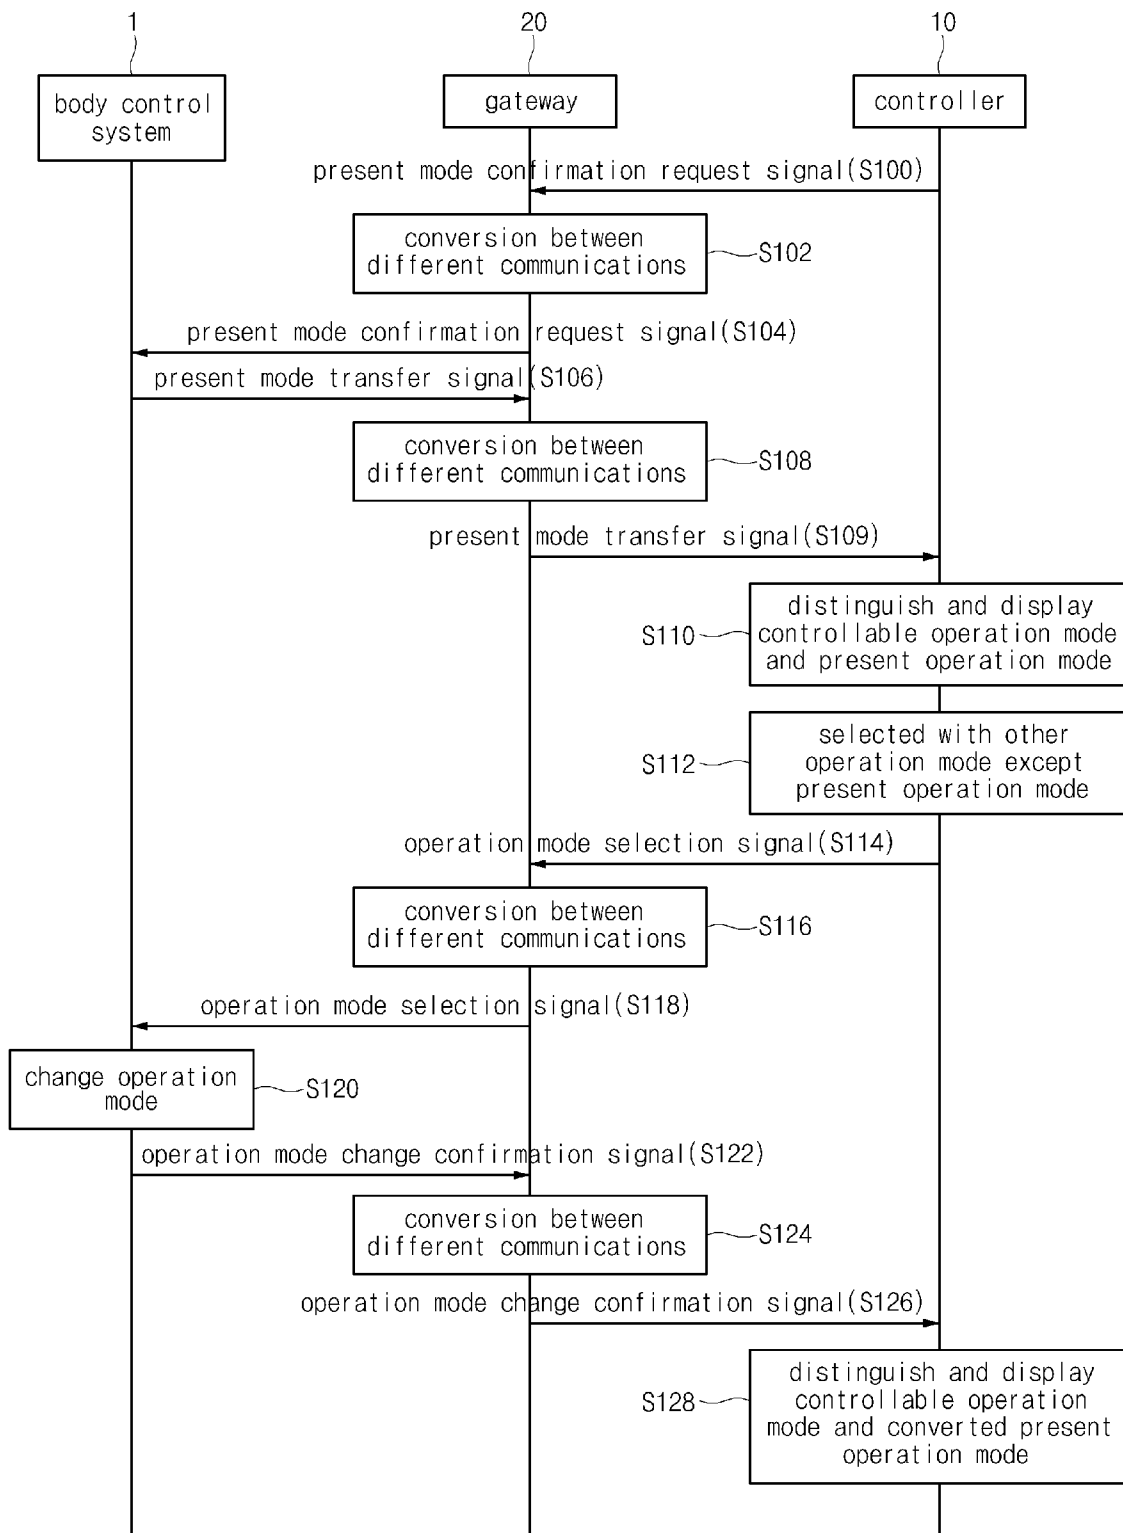 1
20
10
body control
system
gateway
controller
present mode confirmation request signal(S100)
conversion between
different communications
S102
present mode confirmation request signal(S104)
present mode transfer signal(S106)
conversion between
different communications
S108
present mode transfer signal(S109)
distinguish and display
controllable operation mode
and present operation mode
S110
selected with other
operation mode except
present operation mode
S112
operation mode selection signal(S114)
conversion between
different communications
S116
operation mode selection signal(S118)
change operation
mode
S120
operation mode change confirmation signal(S122)
conversion between
different communications
S124
operation mode change confirmation signal(S126)
distinguish and display
controllable operation
mode and converted present
operation mode
S128